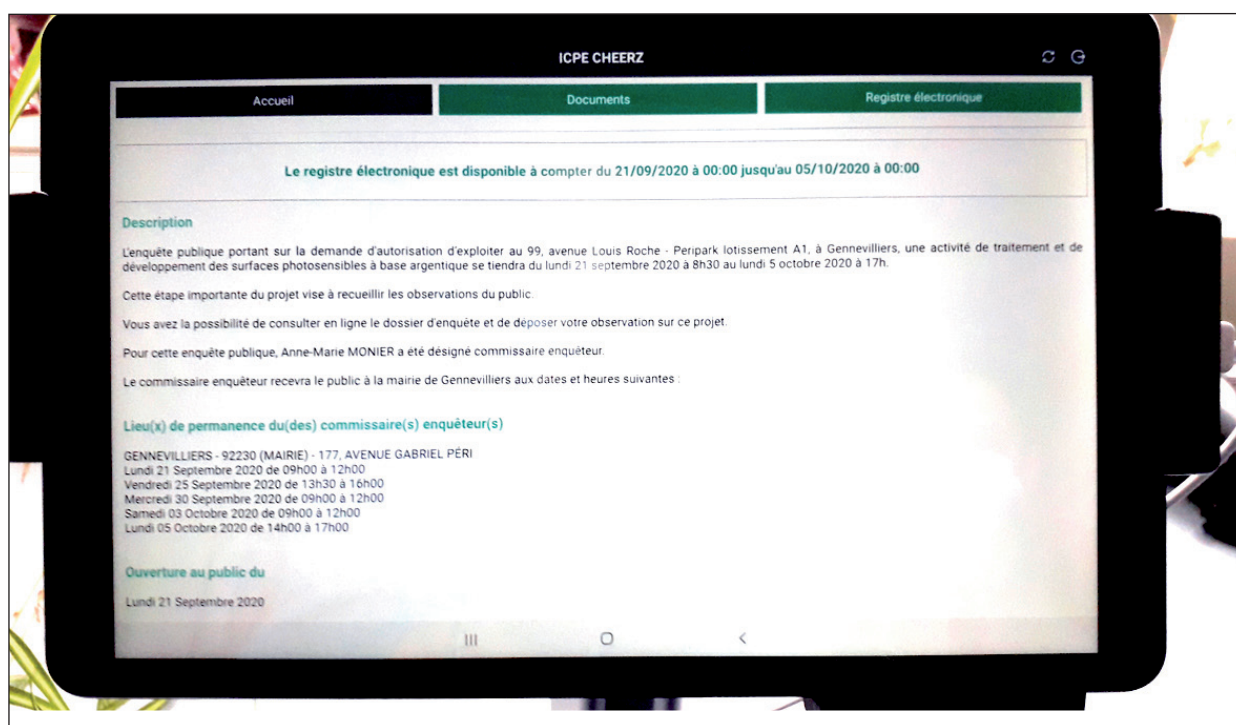 ICPE CHEERZ
Accueil
Documents
Registre électronique
Le registre électronique est disponible à compter du 21/09/2020 à 00:00 jusqu'au 05/10/2020 à 00:00
Description
L'enquête publique portant sur la demande d'autorisation d'exploiter au 99, avenue Louis Roche - Peripark lotissement A1, à Gennevilliers, une activité de traitement et de
développement des surfaces photosensibles à base argentique se tiendra du lundi 21 septembre 2020 à 8h30 au lundi 5 octobre 2020 à 17h.
Cette étape importante du projet vise à recueillir les observations du public.
Vous avez la possibilité de consulter en ligne le dossier d'enquête et de déposer votre observation sur ce projet.
Pour cette enquête publique, Anne-Marie MONIER a été désigné commissaire enquêteur.
Le commissaire enquêteur recevra le public à la mairie de Gennevilliers aux dates et heures suivantes :
Lieu(x) de permanence du(des) commissaire(s) enquêteur(s)
GENNEVILLIERS - 92230 (MAIRIE) - 177, AVENUE GABRIEL PÉRI
Lundi 21 Septembre 2020 de 09h00 à 12h00
Vendredi 25 Septembre 2020 de 13h30 à 16h00
Mercredi 30 Septembre 2020 de 09h00 à 12h00
Samedi 03 Octobre 2020 de 09h00 à 12h00
Lundi 05 Octobre 2020 de 14h00 à 17h00
Ouverture au public du
Lundi 21 Septembre 2020